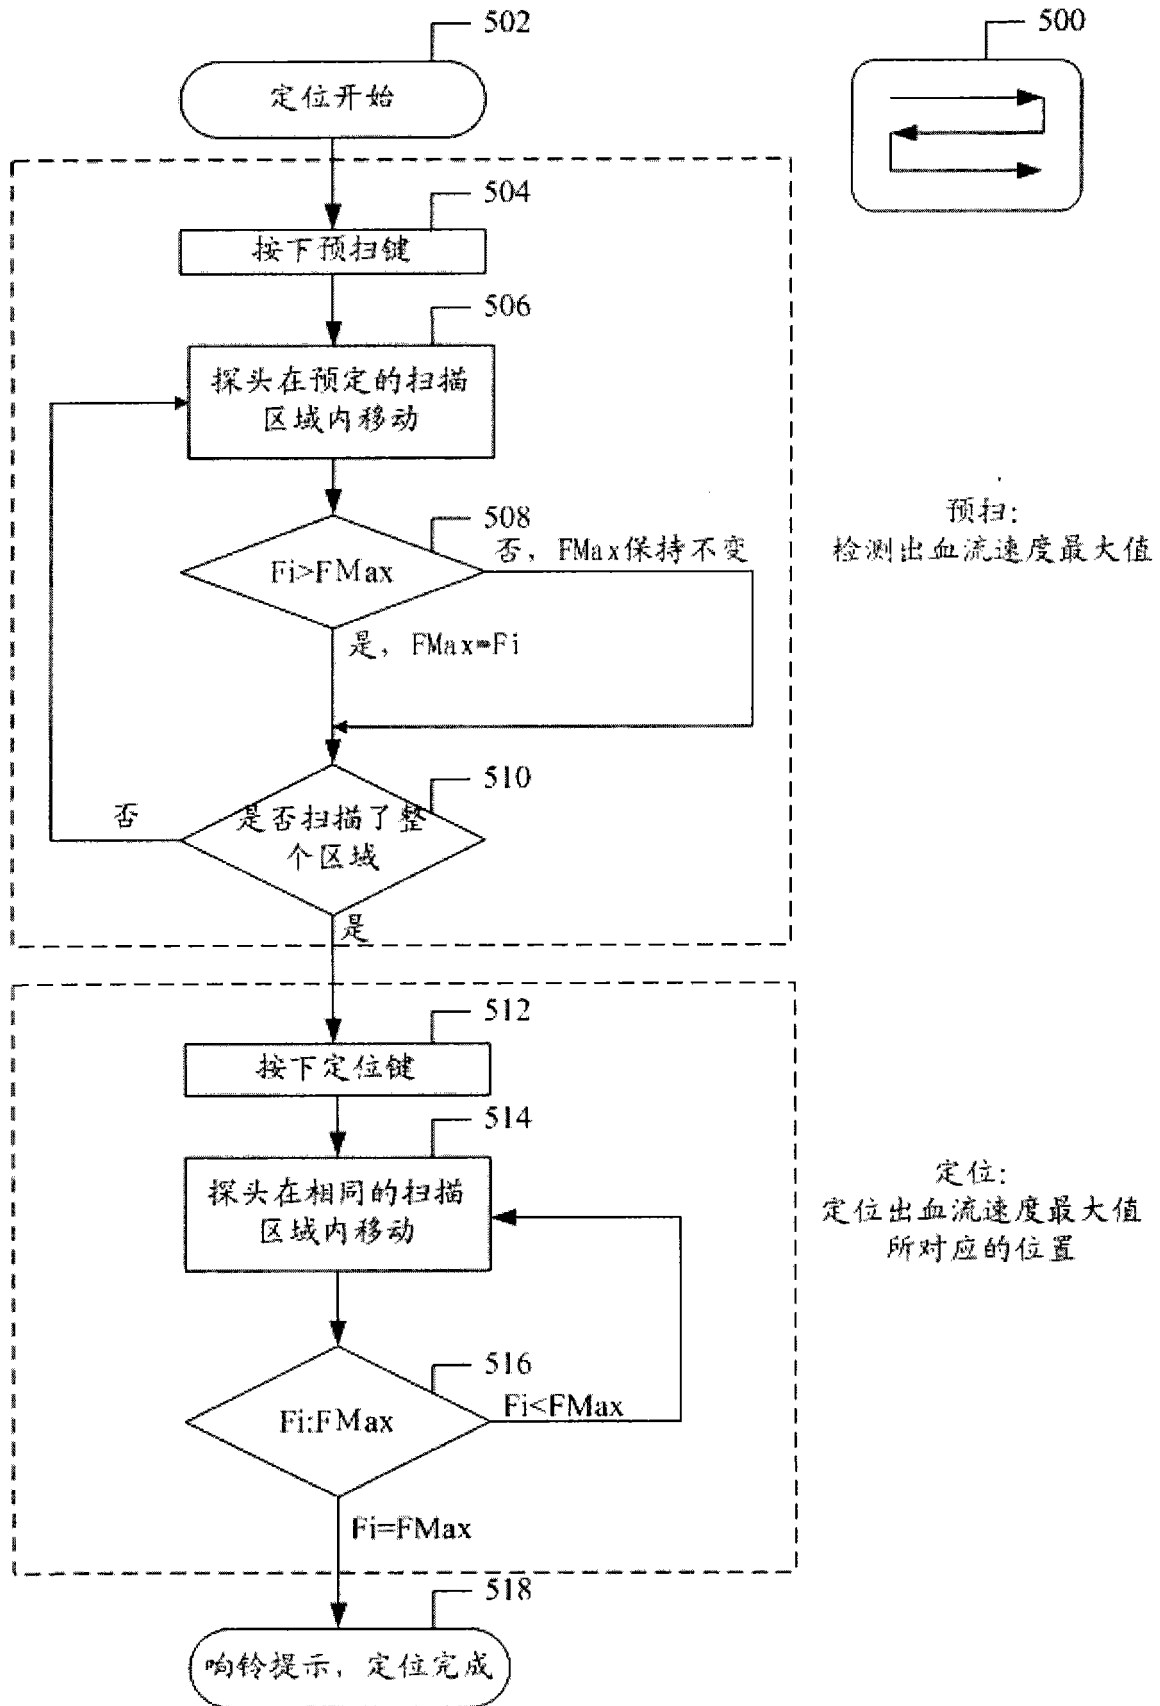 502
500
定位开始
504
按下预扫键
506
探头在预定的扫描
区域内移动
508
否，FMax保持不变
Fi>FMax
是，FMax=Fi
预扫：
检测出血流速度最大值
510
否
是否扫描了整
个区域
是
512
按下定位键
514
探头在相同的扫描
区域内移动
定位：
定位出血流速度最大值
所对应的位置
516
Fi<FMax
Fi:FMax
Fi=FMax
518
响铃提示，定位完成